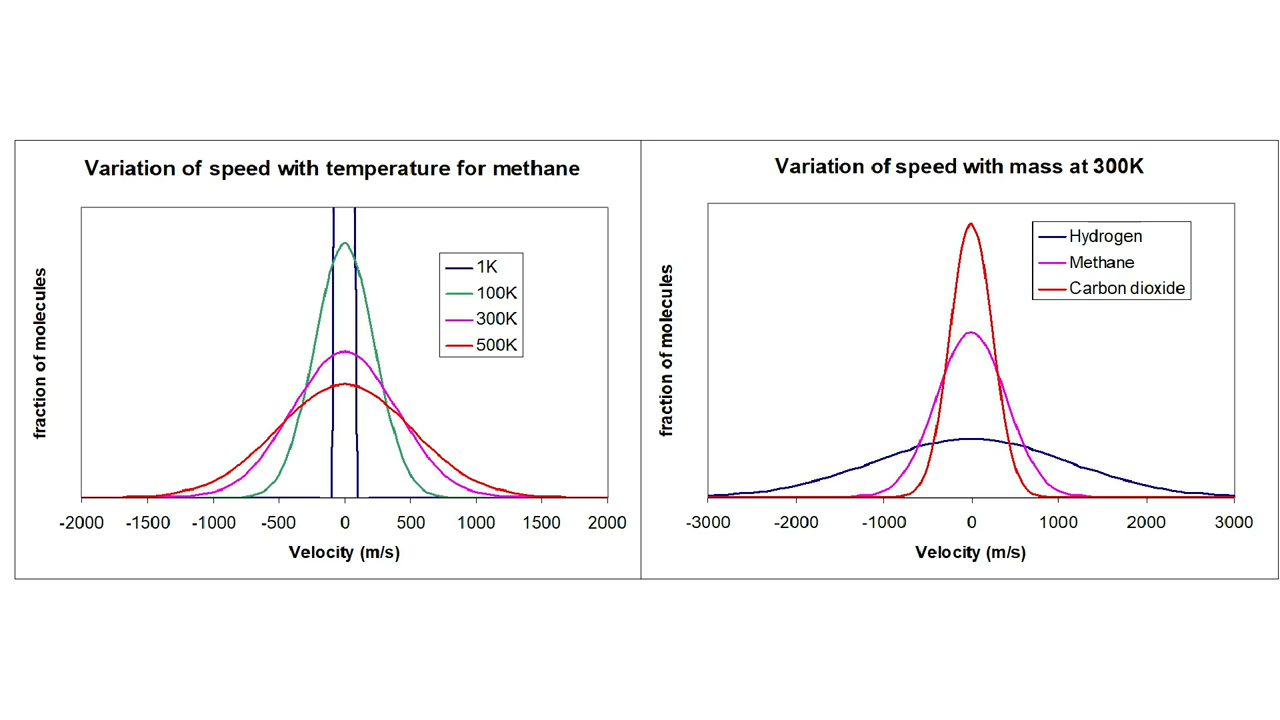 Variation of speed with temperature for methane
fraction of molecules
1K
100K
300K
500K
-2000 -1500 -1000 -500 0 500 1000 1500 2000
Velocity (m/s)
Variation of speed with mass at 300K
fraction of molecules
Hydrogen
Methane
Carbon dioxide
-3000 -2000 -1000 0 1000 2000 3000
Velocity (m/s)